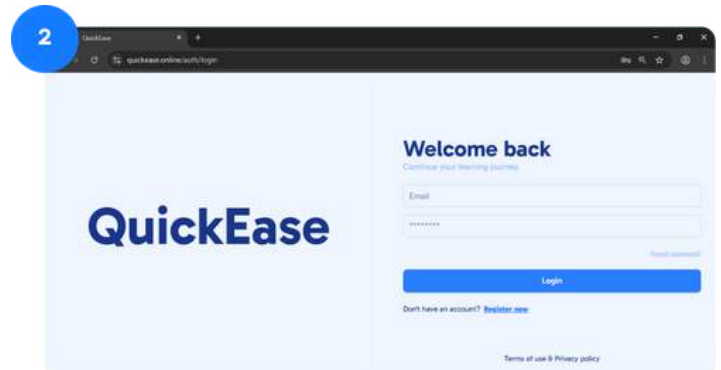 2
QuickEase
quickease.online/auth/login
QuickEase
Welcome back
Continue your learning journey
Email
********
Forgot password?
Login
Don't have an account? Register now
Terms of use & Privacy policy